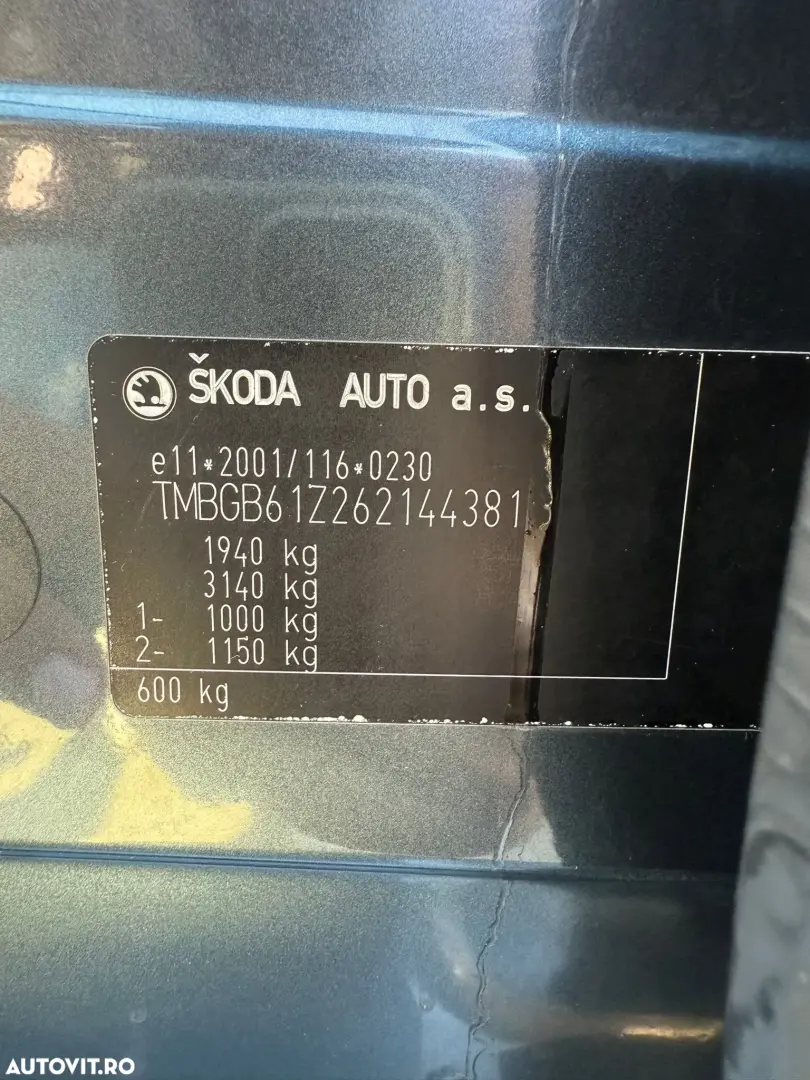 ŠKODA AUTO a.s.
e11*2001/116*0230
TMBGB61Z262144381
1940 kg
3140 kg
1- 1000 kg
2- 1150 kg
600 kg
AUTOVIT.RO